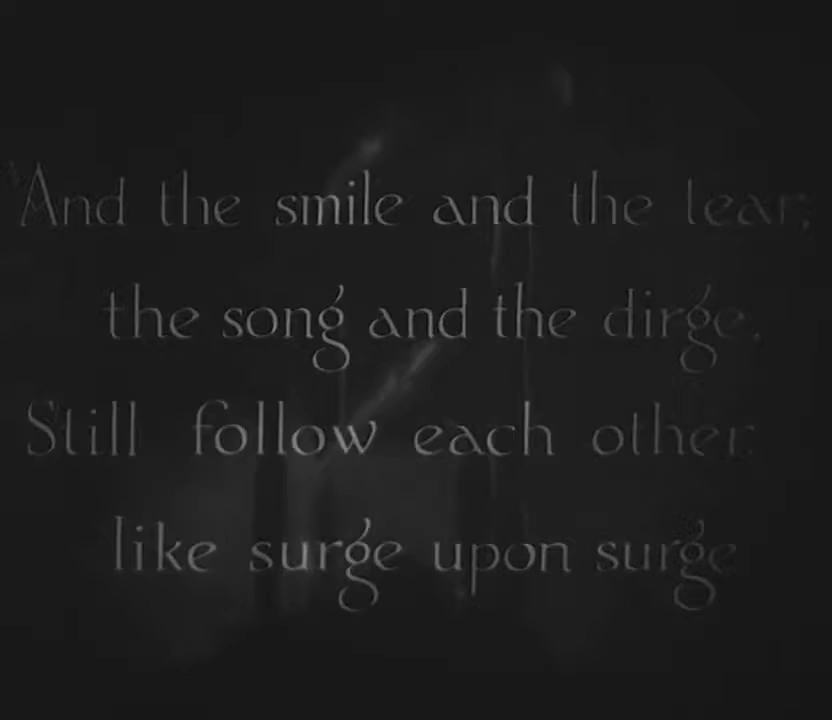 "And the smile and the tear,
the song and the dirge,
Still follow each other
like surge upon surge